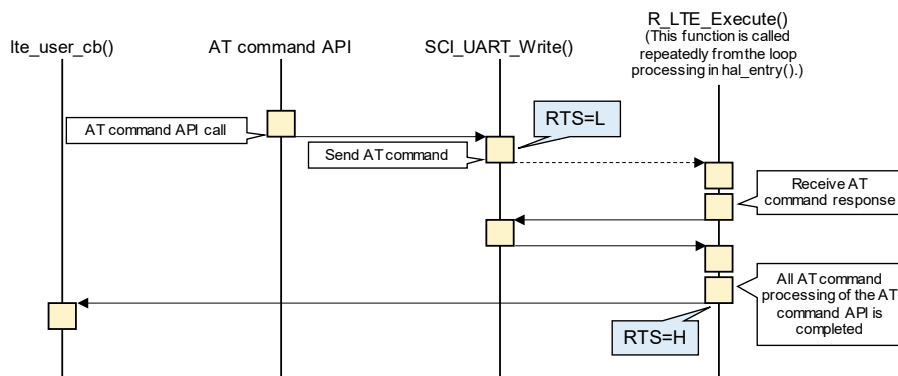 R_LTE_Execute()
(This function is called
repeatedly from the loop
processing in hal_entry().)
lte_user_cb()
AT command API
SCI_UART_Write()
RTS=L
AT command API call
Send AT command
Receive AT
command response
All AT command
processing of the AT
command API is
completed
RTS=H